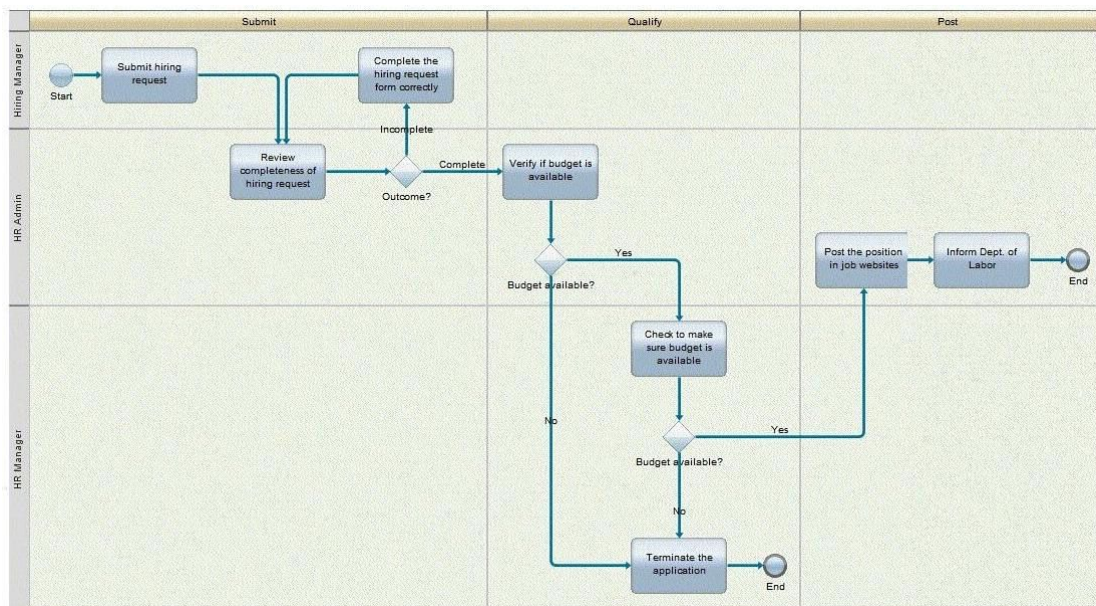 Submit
Qualify
Post
Hiring Manager
HR Admin
HR Manager
Start
Submit hiring
request
Complete the
hiring request
form correctly
Incomplete
Review
completeness of
hiring request
Outcome?
Complete
Verify if budget is
available
Budget available?
Yes
No
Check to make
sure budget is
available
Budget available?
Yes
No
Terminate the
application
End
Post the position
in job websites
Inform Dept. of
Labor
End